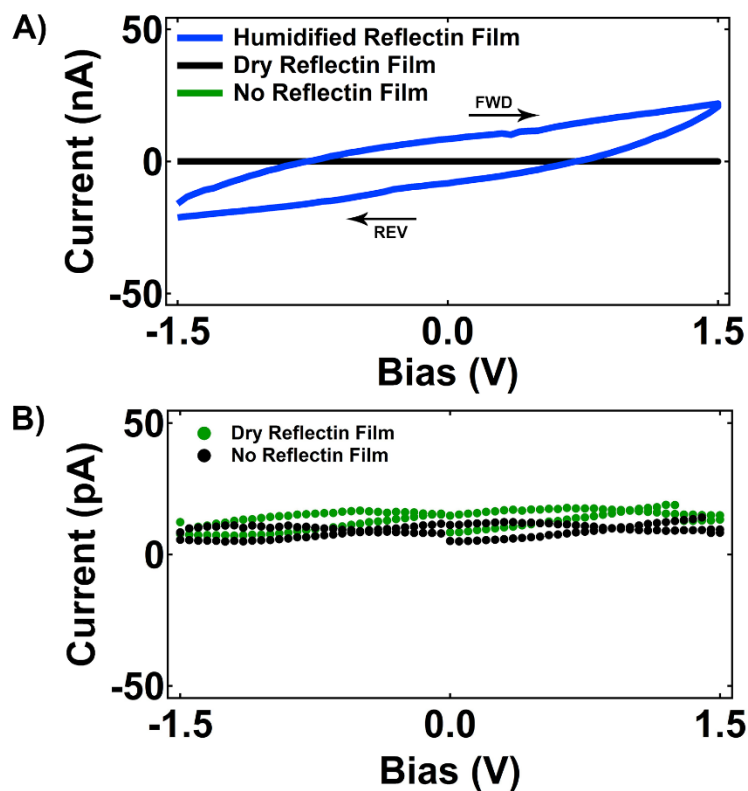 A)
50
Humidified Reflectin Film
Dry Reflectin Film
No Reflectin Film
FWD
Current (nA)
0
REV
-50
-1.5 0.0 1.5
Bias (V)
B)
50
Dry Reflectin Film
No Reflectin Film
Current (pA)
0
-50
-1.5 0.0 1.5
Bias (V)